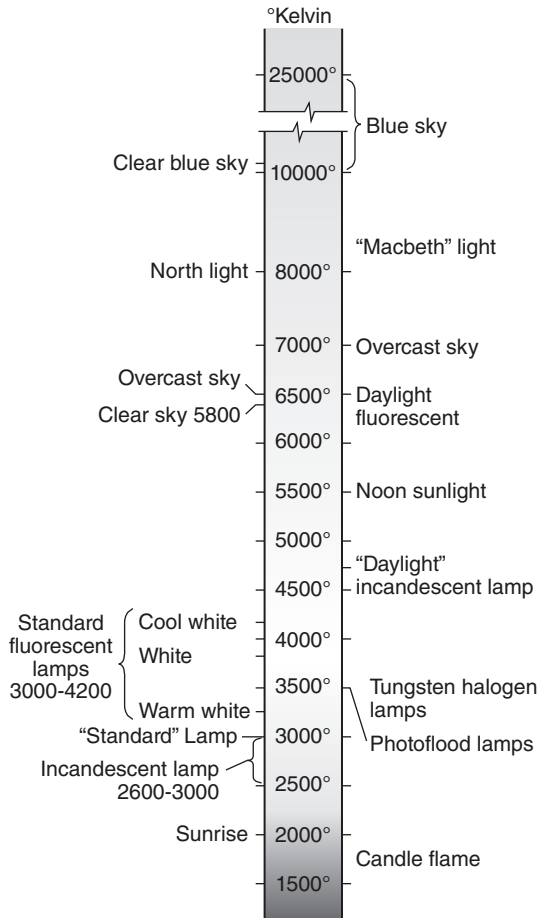 °Kelvin
25000°
Blue sky
Clear blue sky
10000°
“Macbeth” light
North light
8000°
7000°
Overcast sky
Overcast sky
6500°
Daylight
fluorescent
Clear sky 5800
6000°
5500°
Noon sunlight
5000°
“Daylight”
incandescent lamp
4500°
Standard
fluorescent
lamps
3000-4200
Cool white
4000°
White
3500°
Tungsten halogen
lamps
Warm white
“Standard” Lamp
3000°
Photoflood lamps
Incandescent lamp
2600-3000
2500°
Sunrise
2000°
Candle flame
1500°